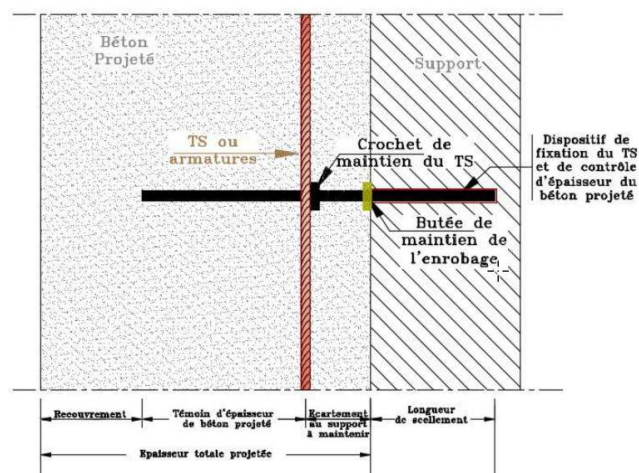 Béton
Projeté
Support
TS ou
armatures
Crochet de
maintien du TS
Dispositif de
fixation du TS
et de contrôle
d'épaisseur du
béton projeté
Butée de
maintien de
l'enrobage
Recouvrement
Témoin d'épaisseur
de béton projeté
Ecartement
au support
à maintenir
Longueur
de scellement
Epaisseur totale projetée